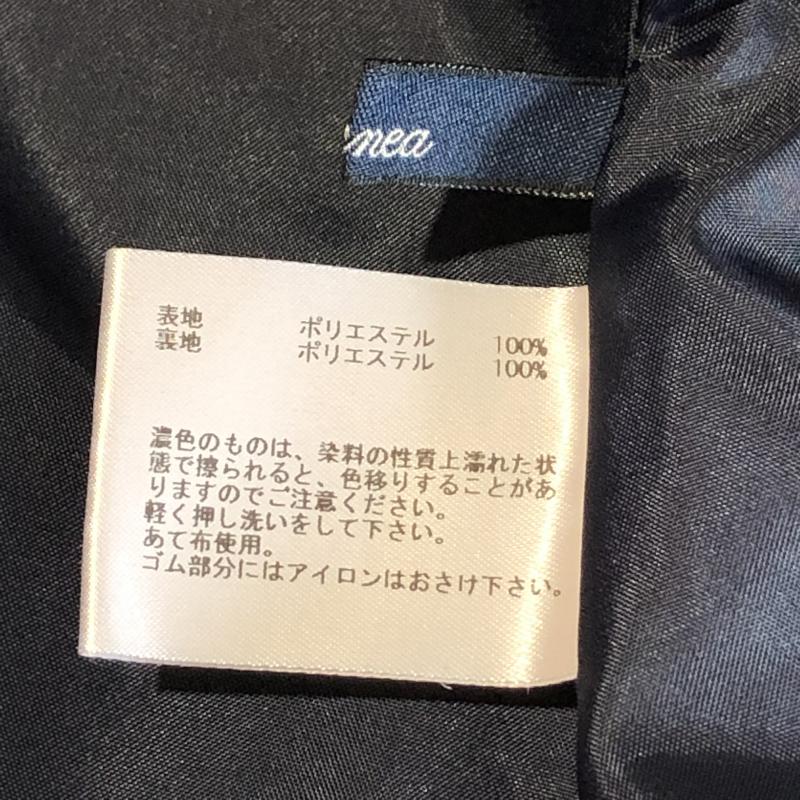 nea
表地 ポリエステル 100%
裏地 ポリエステル 100%
濃色のものは、染料の性質上濡れた状
態で擦られると、色移りすることがあ
りますのでご注意ください。
軽く押し洗いをして下さい。
あて布使用。
ゴム部分にはアイロンはおさけ下さい。